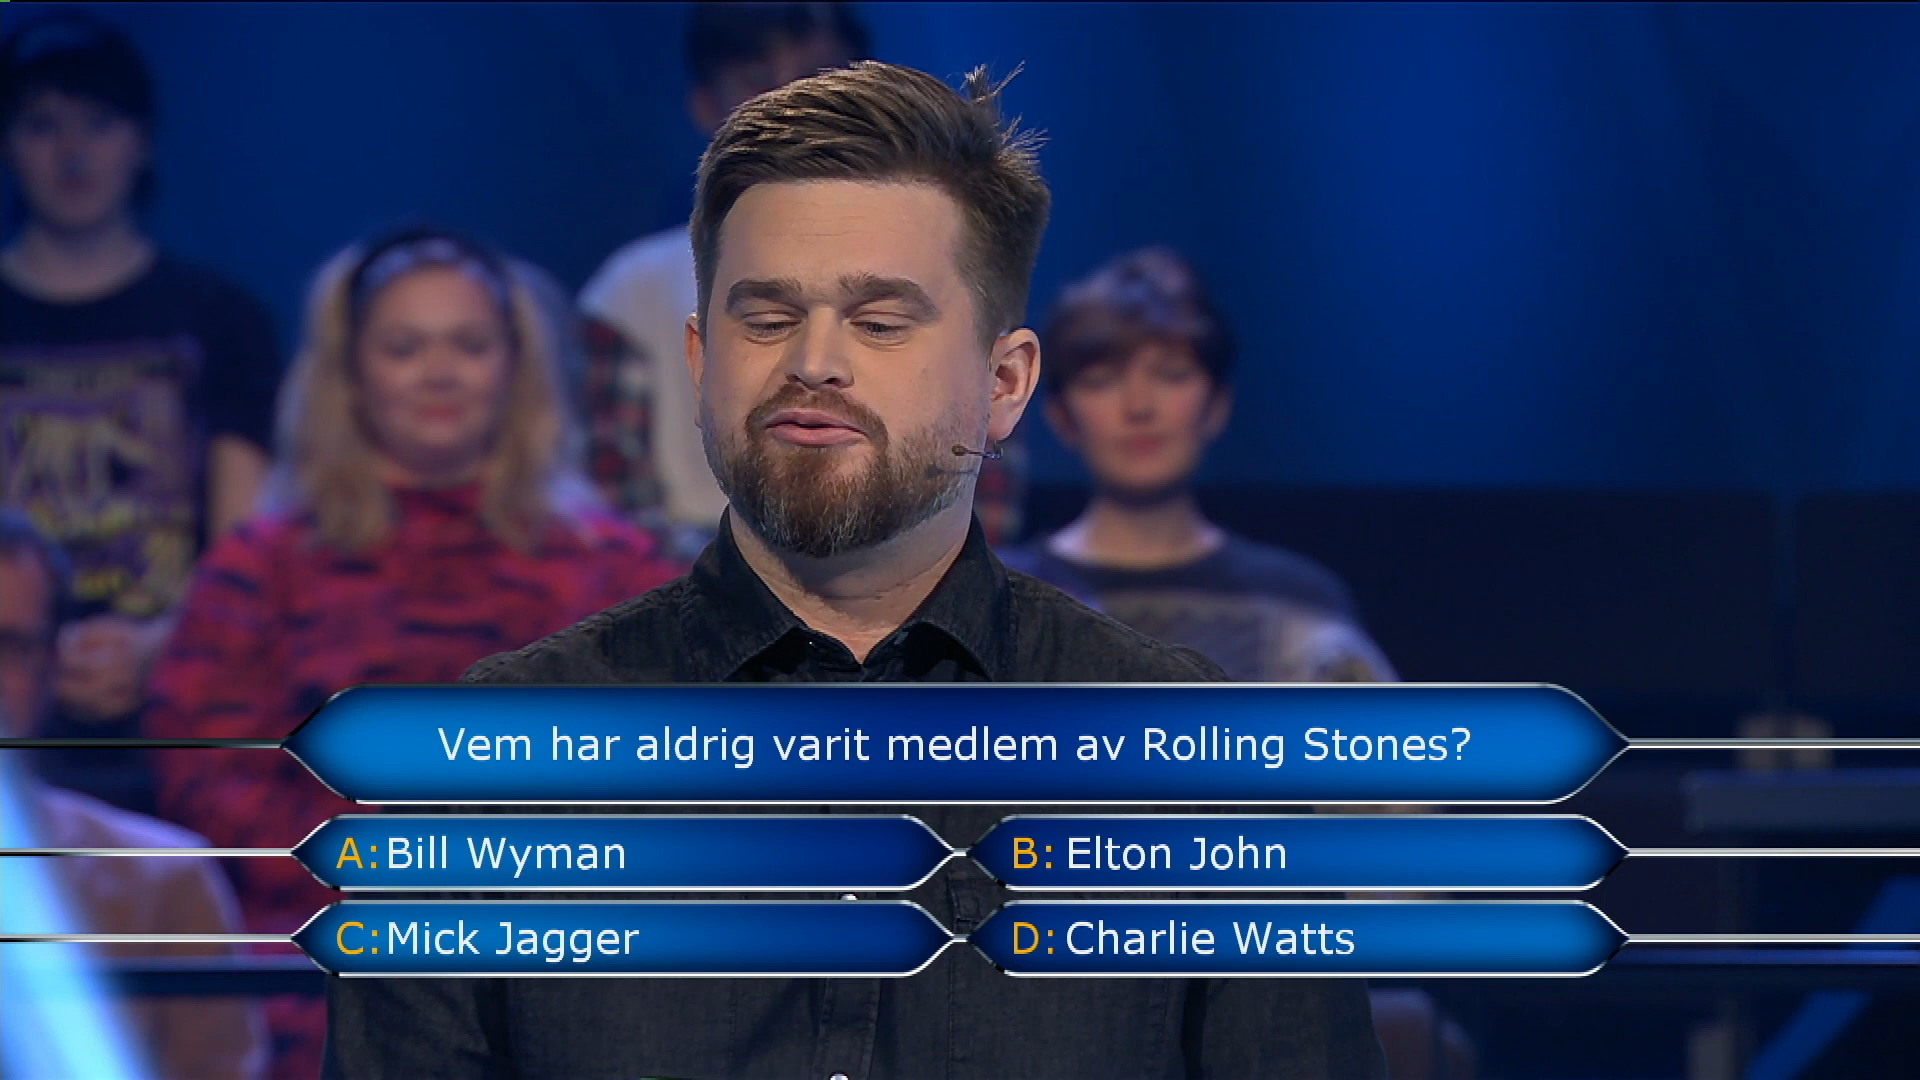 Vem har aldrig varit medlem av Rolling Stones?
A: Bill Wyman
B: Elton John
C: Mick Jagger
D: Charlie Watts